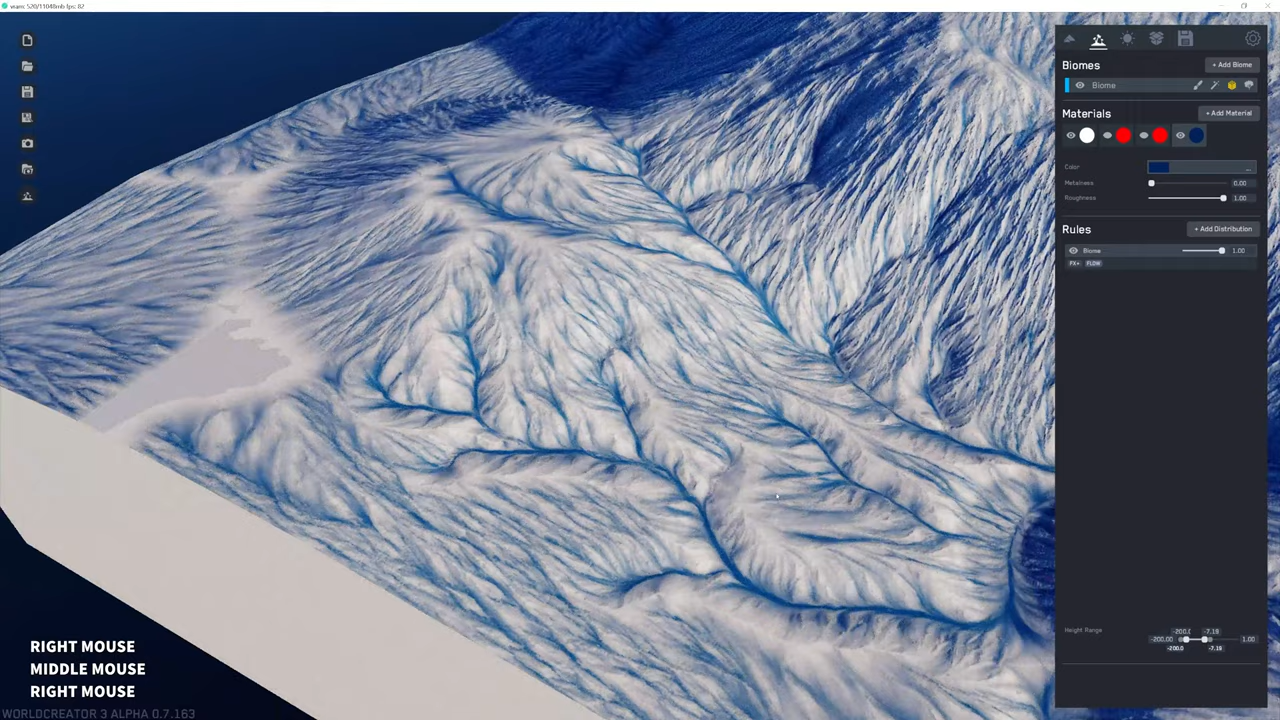 Biomes
+ Add Biome
Biome
Materials
+ Add Material
Color
...
Metalness
0.00
Roughness
1.00
Rules
+ Add Distribution
Biome
1.00
FX+ FLOW
Height Range
-7.19
-200.00
1.00
-200.0
-7.19
RIGHT MOUSE
MIDDLE MOUSE
RIGHT MOUSE
WORLDCREATOR 3 ALPHA 0.7.163